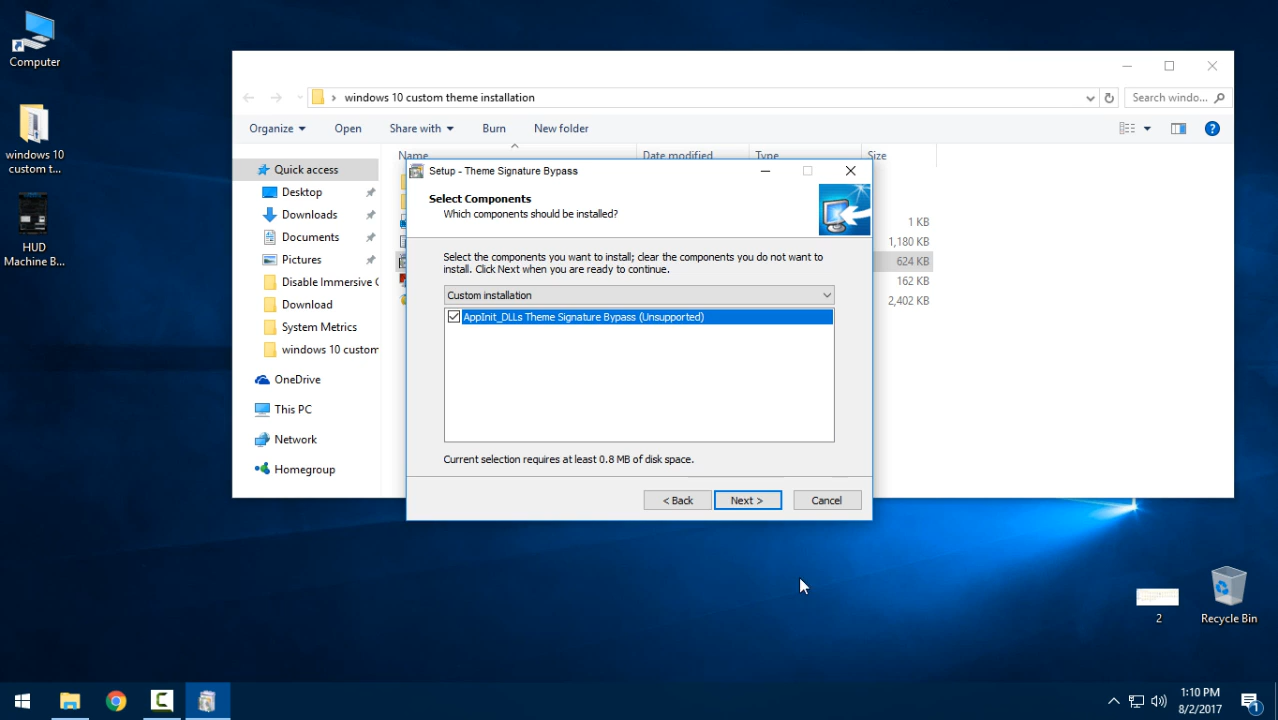 Computer
windows 10
custom t...
HUD
Machine B...
windows 10 custom theme installation
Search windo...
Organize
Open
Share with
Burn
New folder
Name
Date modified
Type
Size
Quick access
Desktop
Downloads
Documents
Pictures
Disable Immersive C
Download
System Metrics
windows 10 custom
OneDrive
This PC
Network
Homegroup
1 KB
1,180 KB
624 KB
162 KB
2,402 KB
Setup - Theme Signature Bypass
Select Components
Which components should be installed?
Select the components you want to install; clear the components you do not want to
install. Click Next when you are ready to continue.
Custom installation
AppInit_DLLs Theme Signature Bypass (Unsupported)
Current selection requires at least 0.8 MB of disk space.
< Back
Next >
Cancel
2
Recycle Bin
1:10 PM
8/2/2017
1